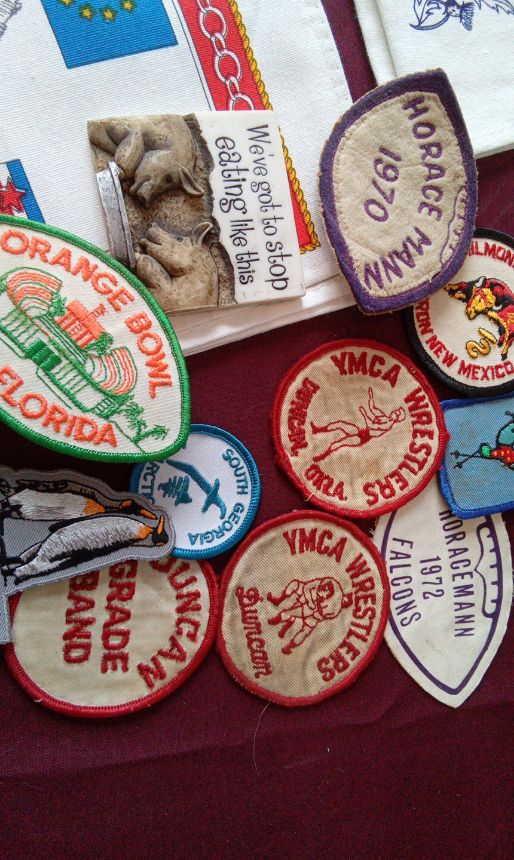 We've got to stop
eating like this
HORACE MANN
1970
ORANGE BOWL
FLORIDA
NEW MEXICO
YMCA WRESTLERS
DUNCAN,
OKLA.
SOUTH GEORGIA
HORACEMANN
1972
FALCONS
YMCA WRESTLERS
Duncan
DUNCAN
GRADE
BAND